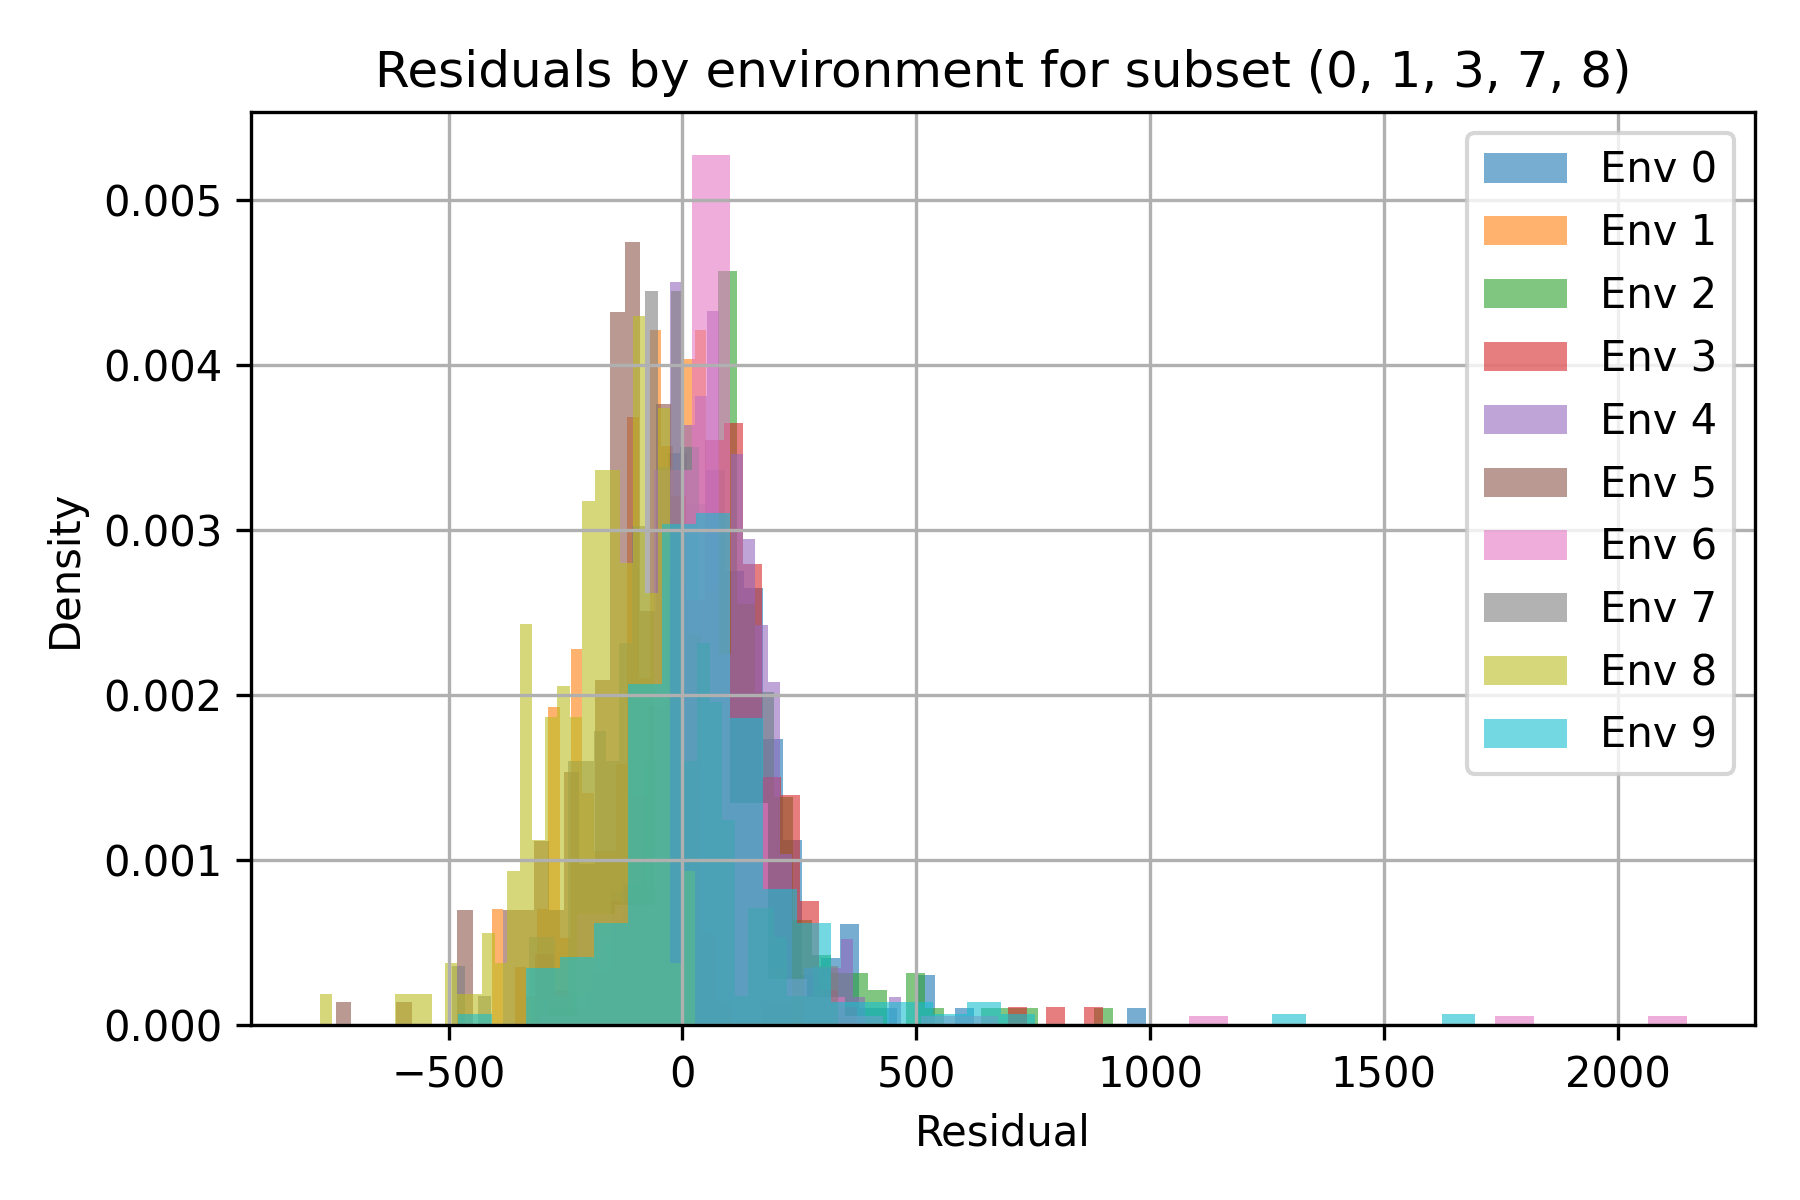 Residuals by environment for subset (0, 1, 3, 7, 8)
Density
0.005
0.004
0.003
0.002
0.001
0.000
−500
0
500
1000
1500
2000
Residual
Env 0
Env 1
Env 2
Env 3
Env 4
Env 5
Env 6
Env 7
Env 8
Env 9